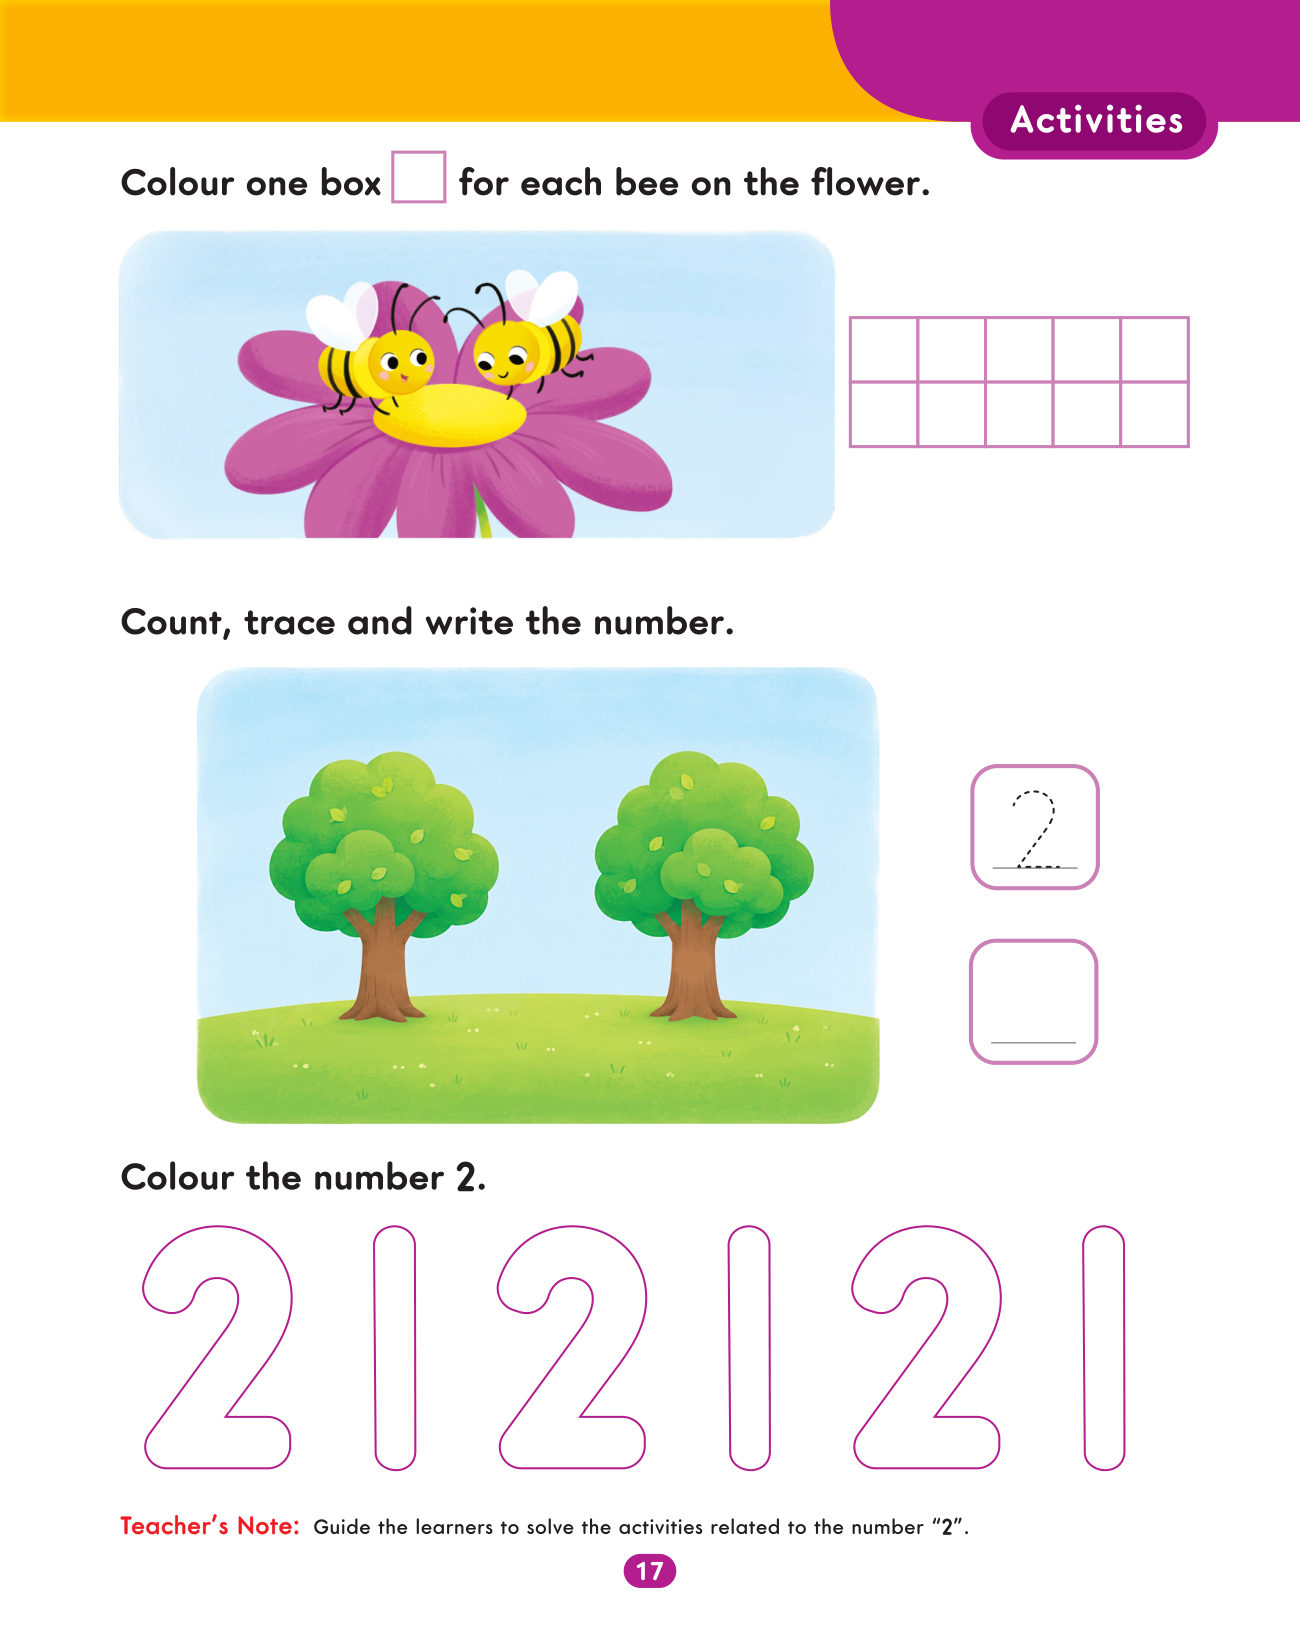 Activities
Colour one box for each bee on the flower.
Count, trace and write the number.
2
Colour the number 2.
2 1 2 1 2 1
Teacher's Note: Guide the learners to solve the activities related to the number “2”.
17